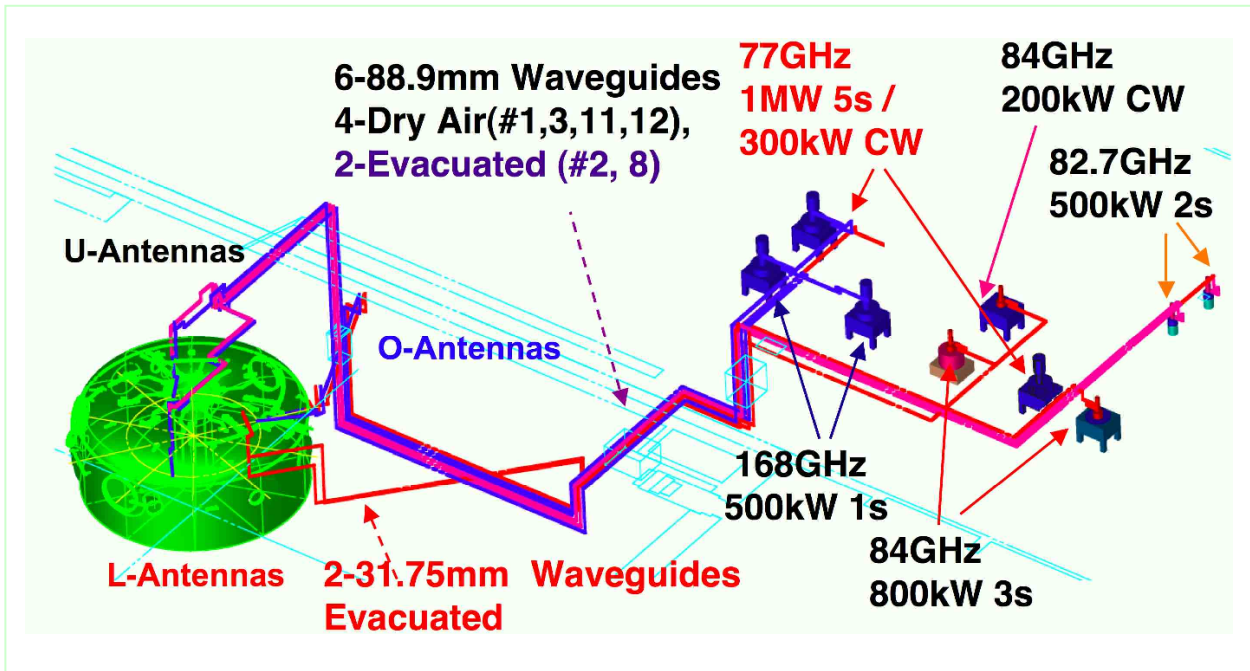 6-88.9mm Waveguides
4-Dry Air(#1,3,11,12),
2-Evacuated (#2, 8)
77GHz
1MW 5s /
300kW CW
84GHz
200kW CW
82.7GHz
500kW 2s
U-Antennas
O-Antennas
168GHz
500kW 1s
84GHz
800kW 3s
L-Antennas
2-31.75mm Waveguides
Evacuated